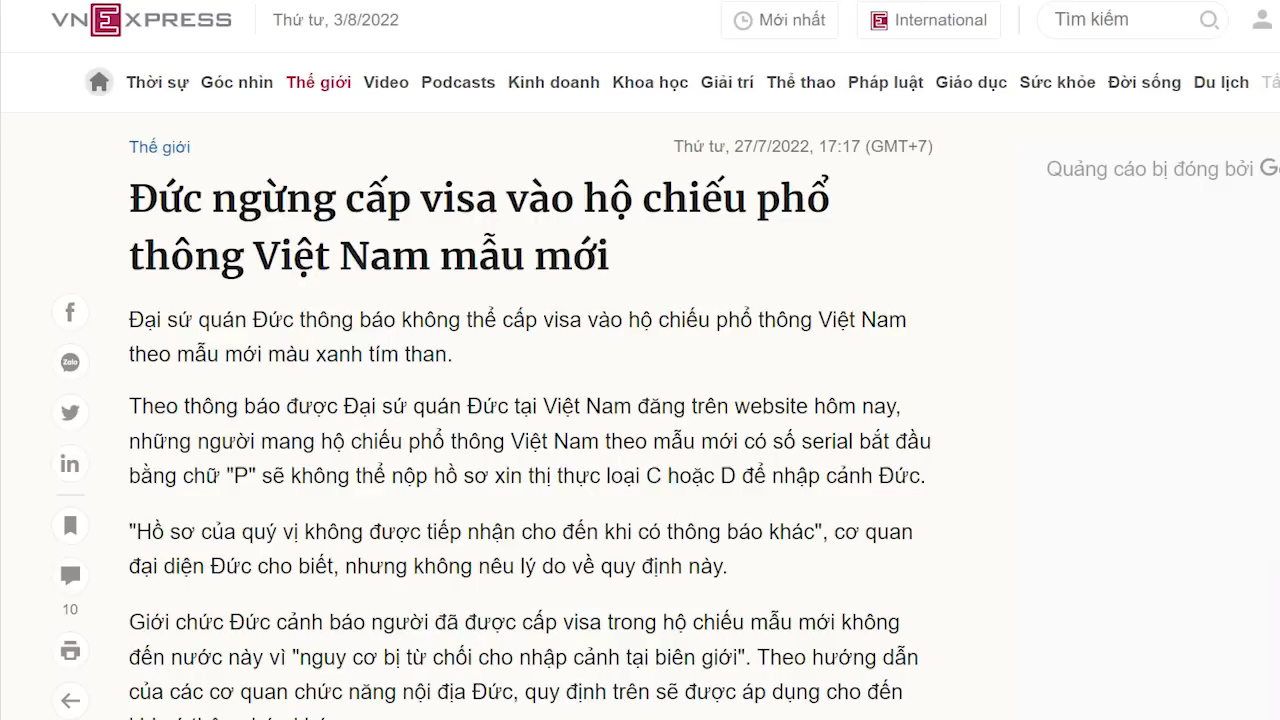 VNEXPRESS
Thứ tư, 3/8/2022
Mới nhất
International
Tìm kiếm
Thời sự Góc nhìn Thế giới Video Podcasts Kinh doanh Khoa học Giải trí Thể thao Pháp luật Giáo dục Sức khỏe Đời sống Du lịch
Thế giới
Thứ tư, 27/7/2022, 17:17 (GMT+7)
Quảng cáo bị đóng bởi
Đức ngừng cấp visa vào hộ chiếu phổ
thông Việt Nam mẫu mới
Đại sứ quán Đức thông báo không thể cấp visa vào hộ chiếu phổ thông Việt Nam
theo mẫu mới màu xanh tím than.
Theo thông báo được Đại sứ quán Đức tại Việt Nam đăng trên website hôm nay,
những người mang hộ chiếu phổ thông Việt Nam theo mẫu mới có số serial bắt đầu
bằng chữ "P" sẽ không thể nộp hồ sơ xin thị thực loại C hoặc D để nhập cảnh Đức.
"Hồ sơ của quý vị không được tiếp nhận cho đến khi có thông báo khác", cơ quan
đại diện Đức cho biết, nhưng không nêu lý do về quy định này.
Giới chức Đức cảnh báo người đã được cấp visa trong hộ chiếu mẫu mới không
đến nước này vì "nguy cơ bị từ chối cho nhập cảnh tại biên giới". Theo hướng dẫn
của các cơ quan chức năng nội địa Đức, quy định trên sẽ được áp dụng cho đến
Zalo
10